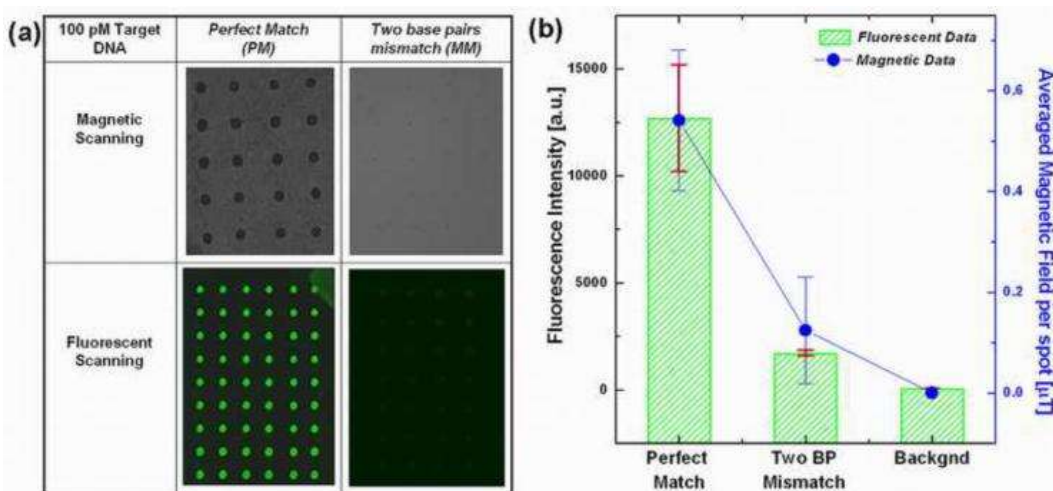 (a)
100 pM Target
DNA
Perfect Match
(PM)
Two base pairs
mismatch (MM)
Magnetic
Scanning
Fluorescent
Scanning
(b)
Fluorescent Data
Magnetic Data
Fluorescence Intensity [a.u.]
15000
10000
5000
0
Averaged Magnetic Field per spot [µT]
0.6
0.4
0.2
0.0
Perfect
Match
Two BP
Mismatch
Backgnd